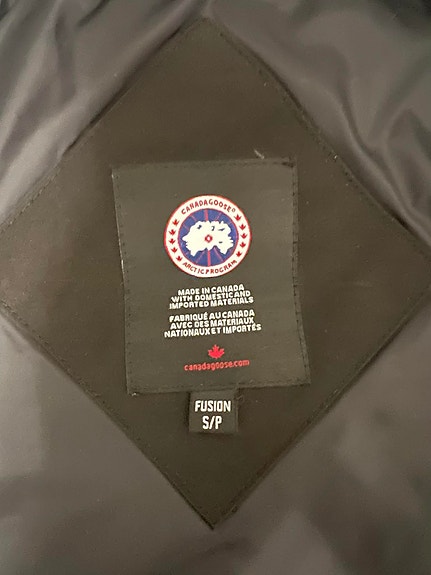 CANADA GOOSE®
ARCTIC PROGRAM
MADE IN CANADA
WITH DOMESTIC AND
IMPORTED MATERIALS
FABRIQUÉ AU CANADA
AVEC DES MATERIAUX
NATIONAUX ET IMPORTÉS
canadagoose.com
FUSION
S/P